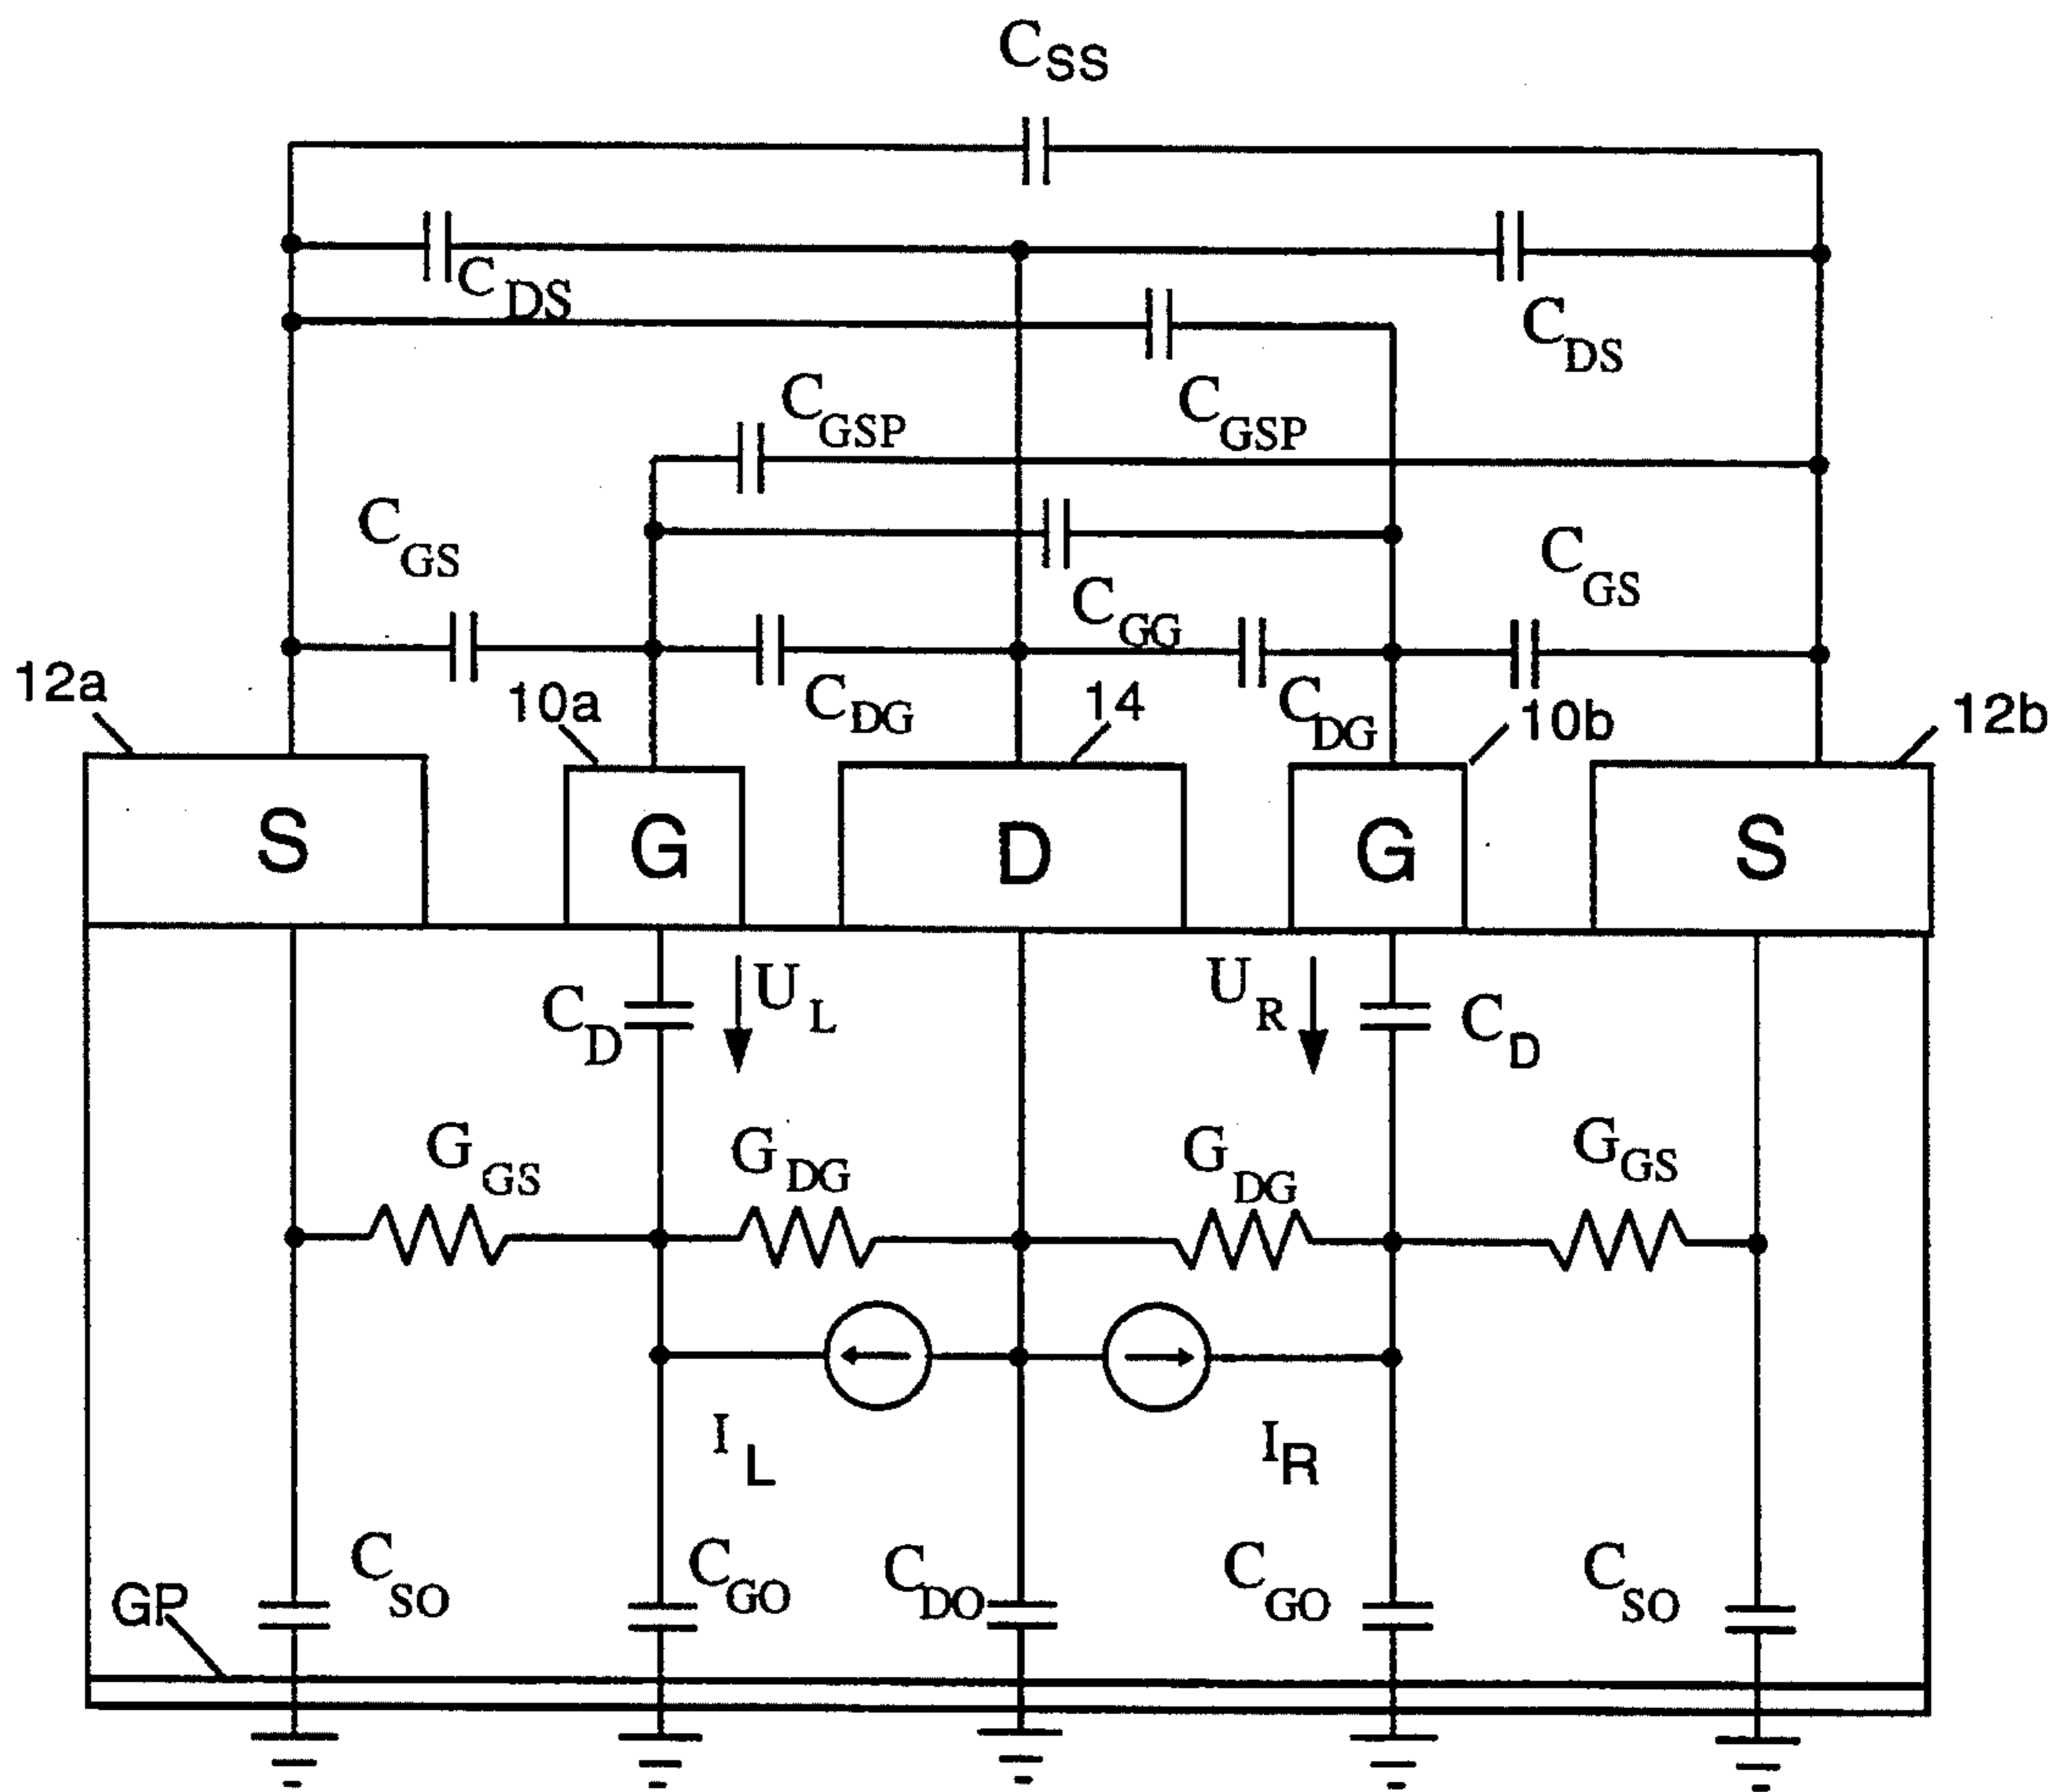 C_SS
C_DS
C_DS
C_GSP
C_GSP
C_GS
C_GS
C_GG
12a
10a
C_DG
14
C_DG
10b
12b
S
G
D
G
S
C_D
U_L
U_R
C_D
G_GS
G_DG
G_DG
G_GS
I_L
I_R
C_SO
C_GO
C_DO
C_GO
C_SO
GP